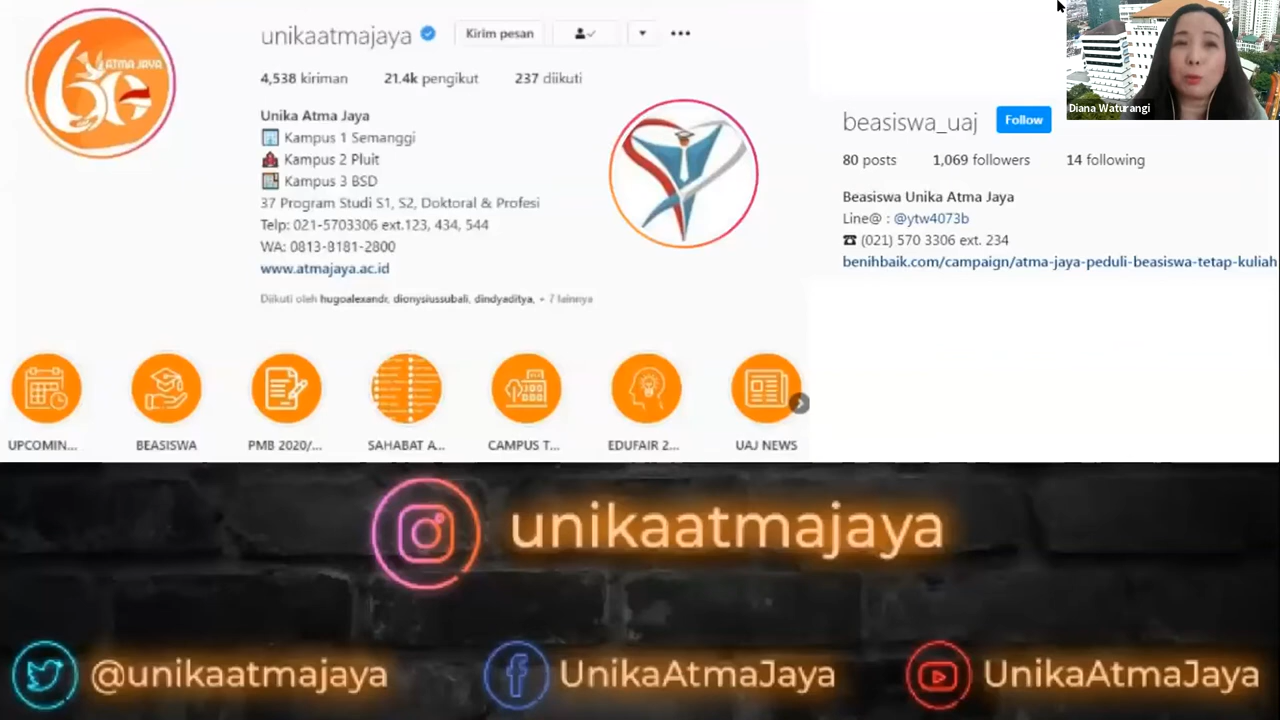 ATMA JAYA
unikaatmajaya
Kirim pesan
4,538 kiriman 21.4k pengikut 237 diikuti
Unika Atma Jaya
Kampus 1 Semanggi
Kampus 2 Pluit
Kampus 3 BSD
37 Program Studi S1, S2, Doktoral & Profesi
Telp: 021-5703306 ext.123, 434, 544
WA: 0813-8181-2800
www.atmajaya.ac.id
Diikuti oleh hugoalexandr, dionysiussubali, dindyaditya, + 7 lainnya
UPCOMIN... BEASISWA PMB 2020/... SAHABAT A... CAMPUS T... EDUFAIR 2... UAJ NEWS
Diana Waturangi
beasiswa_uaj Follow
80 posts 1,069 followers 14 following
Beasiswa Unika Atma Jaya
Line@ : @ytw4073b
(021) 570 3306 ext. 234
benihbaik.com/campaign/atma-jaya-peduli-beasiswa-tetap-kuliah
unikaatmajaya
@unikaatmajaya UnikaAtmaJaya UnikaAtmaJaya